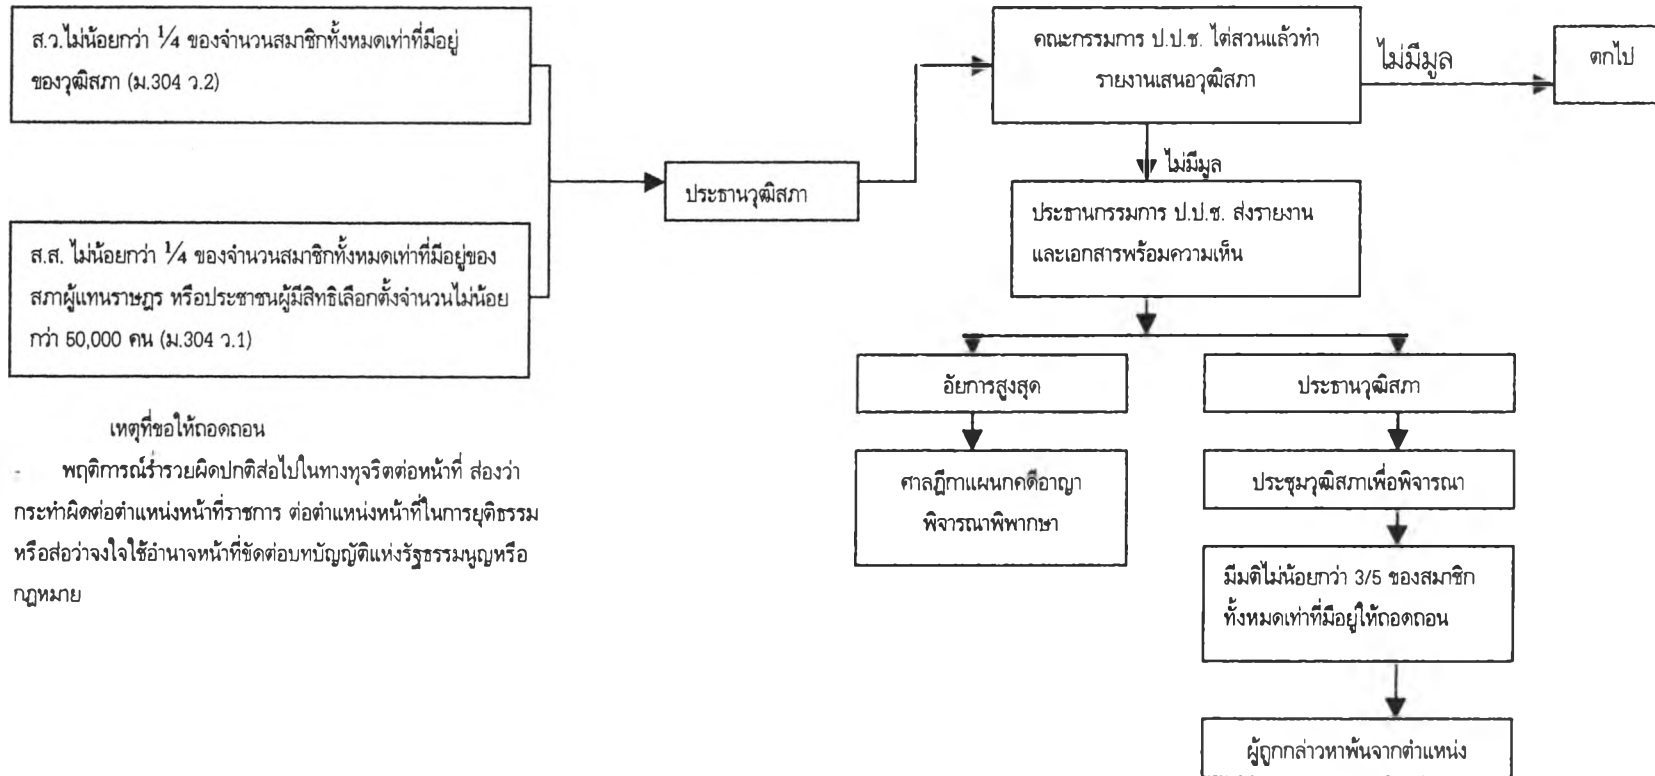 ส.ว.ไม่น้อยกว่า ¼ ของจำนวนสมาชิกทั้งหมดเท่าที่มีอยู่
ของวุฒิสภา (ม.304 ว.2)
ส.ส. ไม่น้อยกว่า ¼ ของจำนวนสมาชิกทั้งหมดเท่าที่มีอยู่ของ
สภาผู้แทนราษฎร หรือประชาชนผู้มีสิทธิเลือกตั้งจำนวนไม่น้อย
กว่า 50,000 คน (ม.304 ว.1)
ประธานวุฒิสภา
คณะกรรมการ ป.ป.ช. ไต่สวนแล้วทำ
รายงานเสนอวุฒิสภา
ไม่มีมูล
ตกไป
ไม่มีมูล
ประธานกรรมการ ป.ป.ช. ส่งรายงาน
และเอกสารพร้อมความเห็น
อัยการสูงสุด
ศาลฎีกาแผนกคดีอาญา
พิจารณาพิพากษา
ประธานวุฒิสภา
ประชุมวุฒิสภาเพื่อพิจารณา
มีมติไม่น้อยกว่า 3/5 ของสมาชิก
ทั้งหมดเท่าที่มีอยู่ให้ถอดถอน
ผู้ถูกกล่าวหาพ้นจากตำแหน่ง
เหตุที่ขอให้ถอดถอน
พฤติการณ์ร่ำรวยผิดปกติส่อไปในทางทุจริตต่อหน้าที่ ส่องว่า
กระทำผิดต่อตำแหน่งหน้าที่ราชการ ต่อตำแหน่งหน้าที่ในการยุติธรรม
หรือส่อว่าจงใจใช้อำนาจหน้าที่ขัดต่อบทบัญญัติแห่งรัฐธรรมนูญหรือ
กฎหมาย